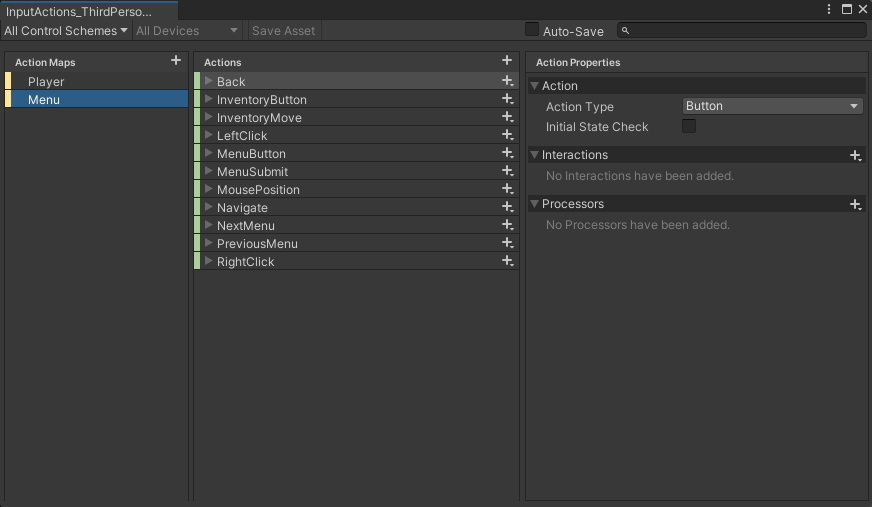 InputActions_ThirdPerso...
All Control Schemes All Devices Save Asset Auto-Save
Action Maps
Player
Menu
Actions
Back
InventoryButton
InventoryMove
LeftClick
MenuButton
MenuSubmit
MousePosition
Navigate
NextMenu
PreviousMenu
RightClick
Action Properties
Action
Action Type Button
Initial State Check
Interactions
No Interactions have been added.
Processors
No Processors have been added.